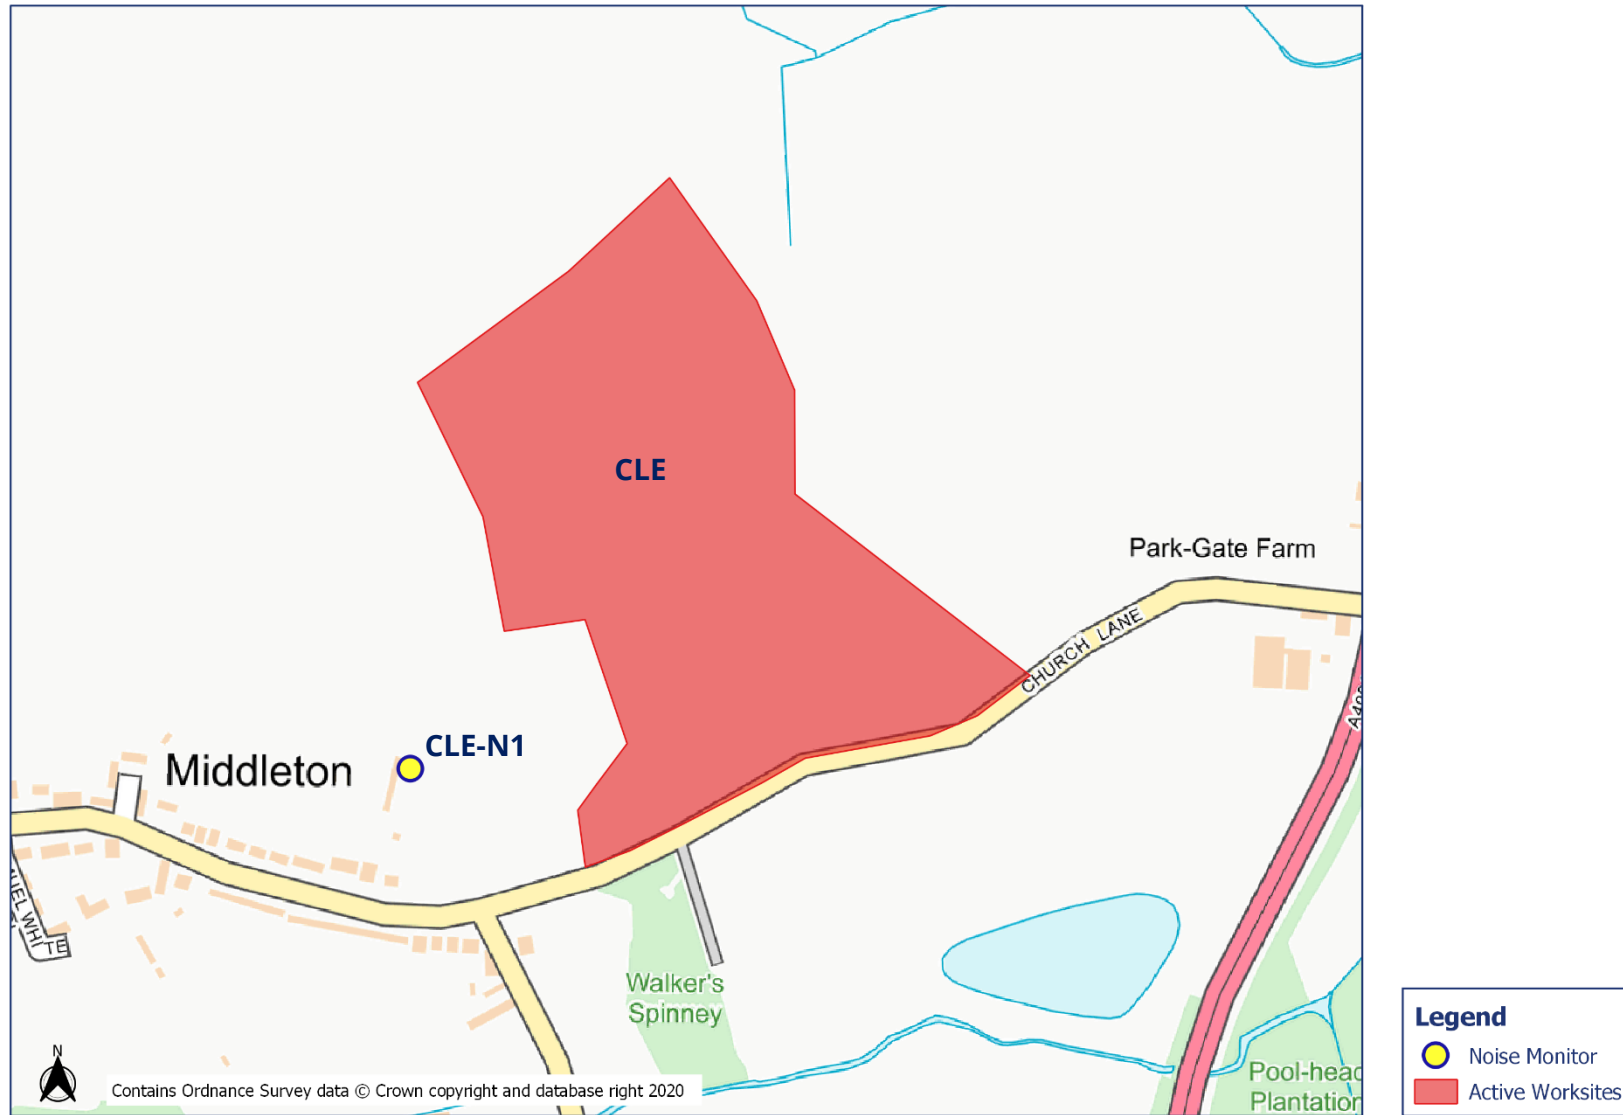 CLE
Park-Gate Farm
CHURCH LANE
CLE-N1
Middleton
WHITE
Walker's
Spinney
Pool-head
Plantation
N
Contains Ordnance Survey data © Crown copyright and database right 2020
Legend
Noise Monitor
Active Worksites